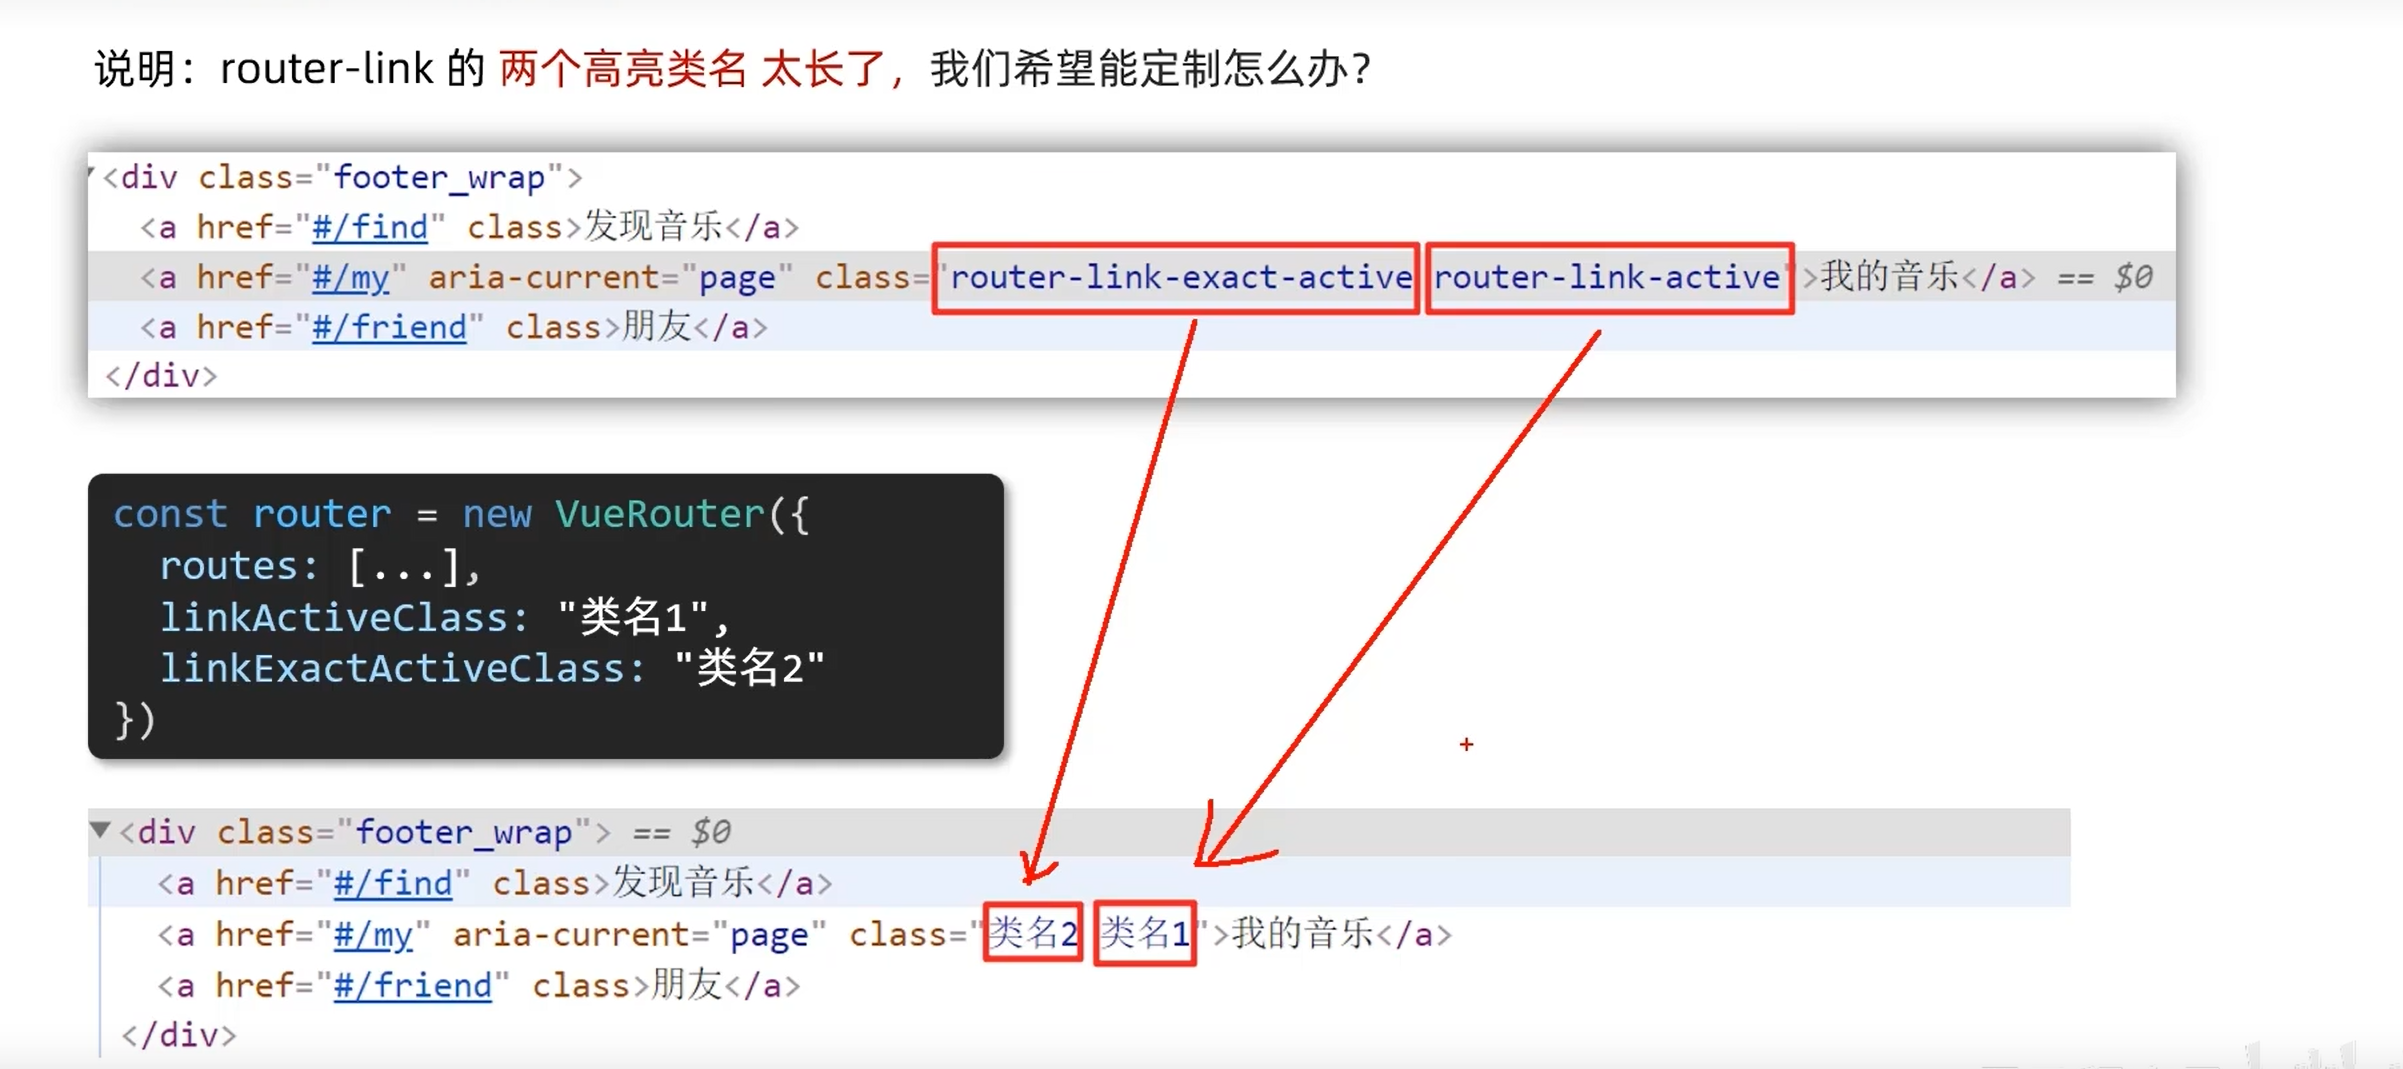 说明：router-link 的 两个高亮类名 太长了，我们希望能定制怎么办？
<div class="footer_wrap">
<a href="#/find" class>发现音乐</a>
<a href="#/my" aria-current="page" class="router-link-exact-active router-link-active">我的音乐</a> == $0
<a href="#/friend" class>朋友</a>
</div>
const router = new VueRouter({
routes: [...],
linkActiveClass: "类名1",
linkExactActiveClass: "类名2"
})
<div class="footer_wrap"> == $0
<a href="#/find" class>发现音乐</a>
<a href="#/my" aria-current="page" class="类名2 类名1">我的音乐</a>
<a href="#/friend" class>朋友</a>
</div>